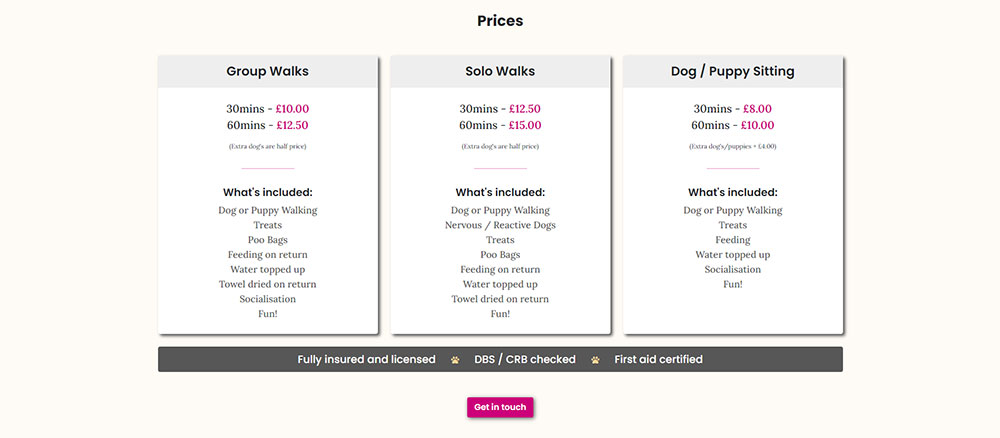 Prices
Group Walks
30mins - £10.00
60mins - £12.50
(Extra dog's are half price)
What's included:
Dog or Puppy Walking
Treats
Poo Bags
Feeding on return
Water topped up
Towel dried on return
Socialisation
Fun!
Solo Walks
30mins - £12.50
60mins - £15.00
(Extra dog's are half price)
What's included:
Dog or Puppy Walking
Nervous / Reactive Dogs
Treats
Poo Bags
Feeding on return
Water topped up
Towel dried on return
Fun!
Dog / Puppy Sitting
30mins - £8.00
60mins - £10.00
(Extra dog's/puppies + £4:00)
What's included:
Dog or Puppy Walking
Treats
Feeding
Water topped up
Socialisation
Fun!
Fully insured and licensed DBS / CRB checked First aid certified
Get in touch